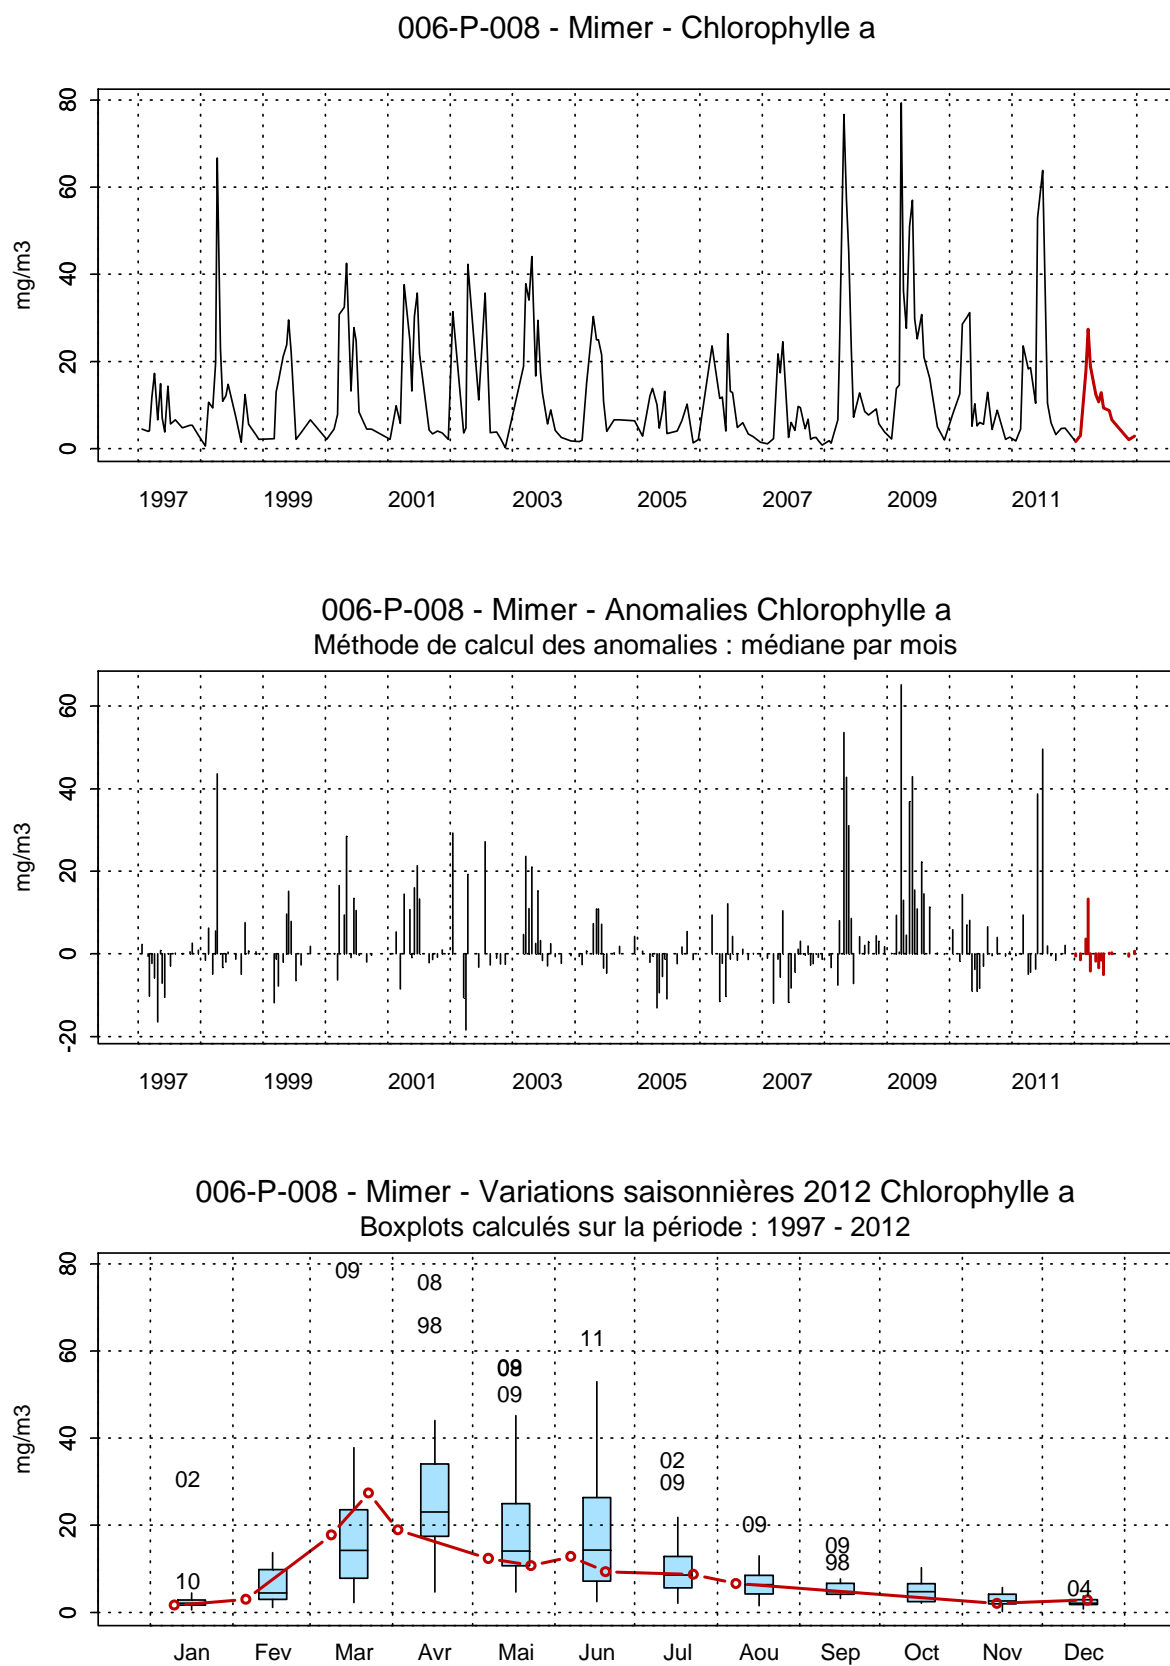 006-P-008 - Mimer - Chlorophylle a
80
60
40
20
0
mg/m3
1997 1999 2001 2003 2005 2007 2009 2011
006-P-008 - Mimer - Anomalies Chlorophylle a
Méthode de calcul des anomalies : médiane par mois
60
40
20
0
-20
mg/m3
1997 1999 2001 2003 2005 2007 2009 2011
006-P-008 - Mimer - Variations saisonnières 2012 Chlorophylle a
Boxplots calculés sur la période : 1997 - 2012
80
60
40
20
0
mg/m3
09
08
98
11
09
02
02
09
09
09
98
10
04
Jan Fev Mar Avr Mai Jun Jul Aou Sep Oct Nov Dec